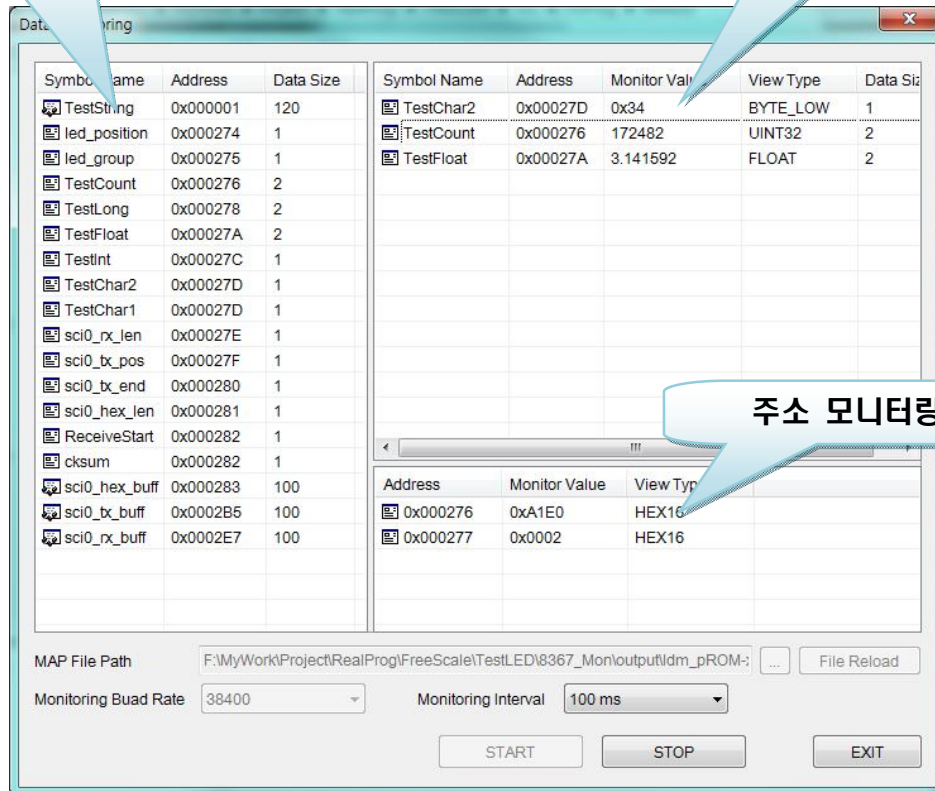 Symbol Name Address Data Size
TestString 0x000001 120
led_position 0x000274 1
led_group 0x000275 1
TestCount 0x000276 2
TestLong 0x000278 2
TestFloat 0x00027A 2
TestInt 0x00027C 1
TestChar2 0x00027D 1
TestChar1 0x00027D 1
sci0_rx_len 0x00027E 1
sci0_tx_pos 0x00027F 1
sci0_tx_end 0x000280 1
sci0_hex_len 0x000281 1
ReceiveStart 0x000282 1
cksum 0x000282 1
sci0_hex_buff 0x000283 100
sci0_tx_buff 0x0002B5 100
sci0_rx_buff 0x0002E7 100
Symbol Name Address Monitor Value View Type Data Siz
TestChar2 0x00027D 0x34 BYTE_LOW 1
TestCount 0x000276 172482 UINT32 2
TestFloat 0x00027A 3.141592 FLOAT 2
주소 모니터링
Address Monitor Value View Typ
0x000276 0xA1E0 HEX16
0x000277 0x0002 HEX16
MAP File Path F:\MyWork\Project\RealProg\FreeScale\TestLED\8367_Mon\output\ldm_pROM-: ... File Reload
Monitoring Buad Rate 38400 Monitoring Interval 100 ms
START STOP EXIT